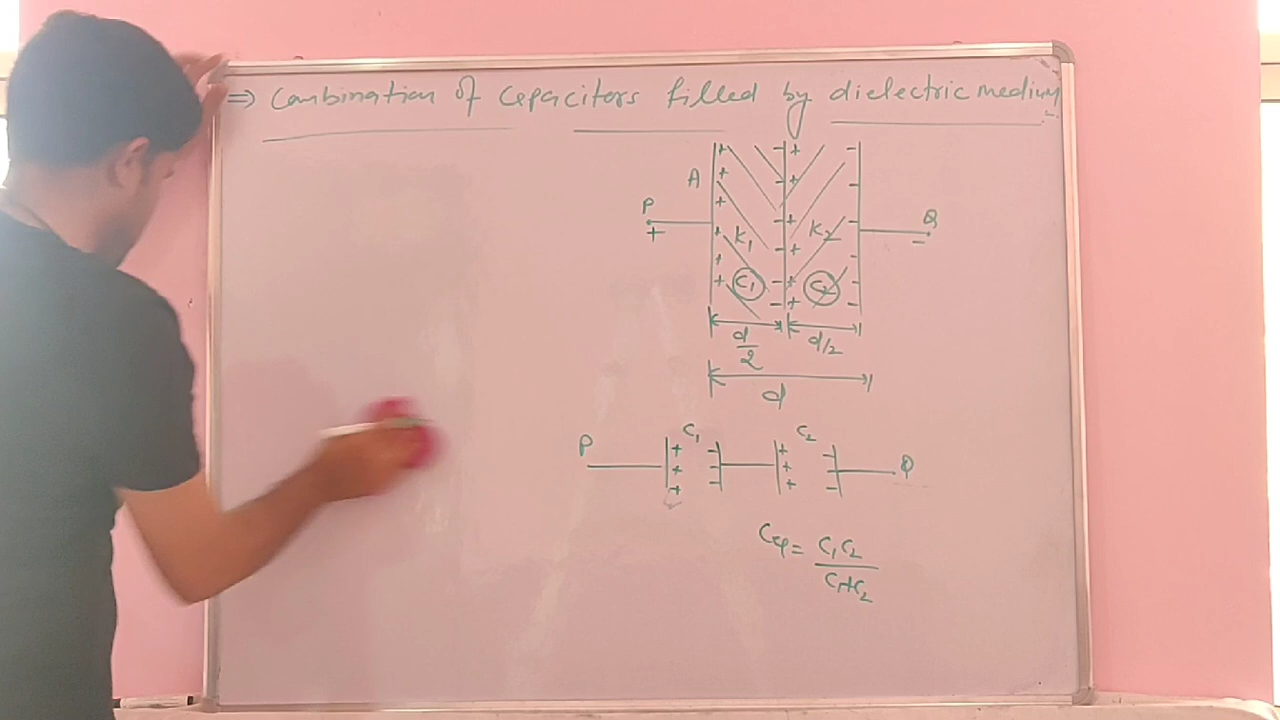 ⇒ Combination of Capacitors filled by dielectric medium
A
P
+
K₁
K₂
Q
−
C₁
C₂
d/2
d/2
d
P
C₁
C₂
Q
Ceq = C₁C₂ / C₁+C₂